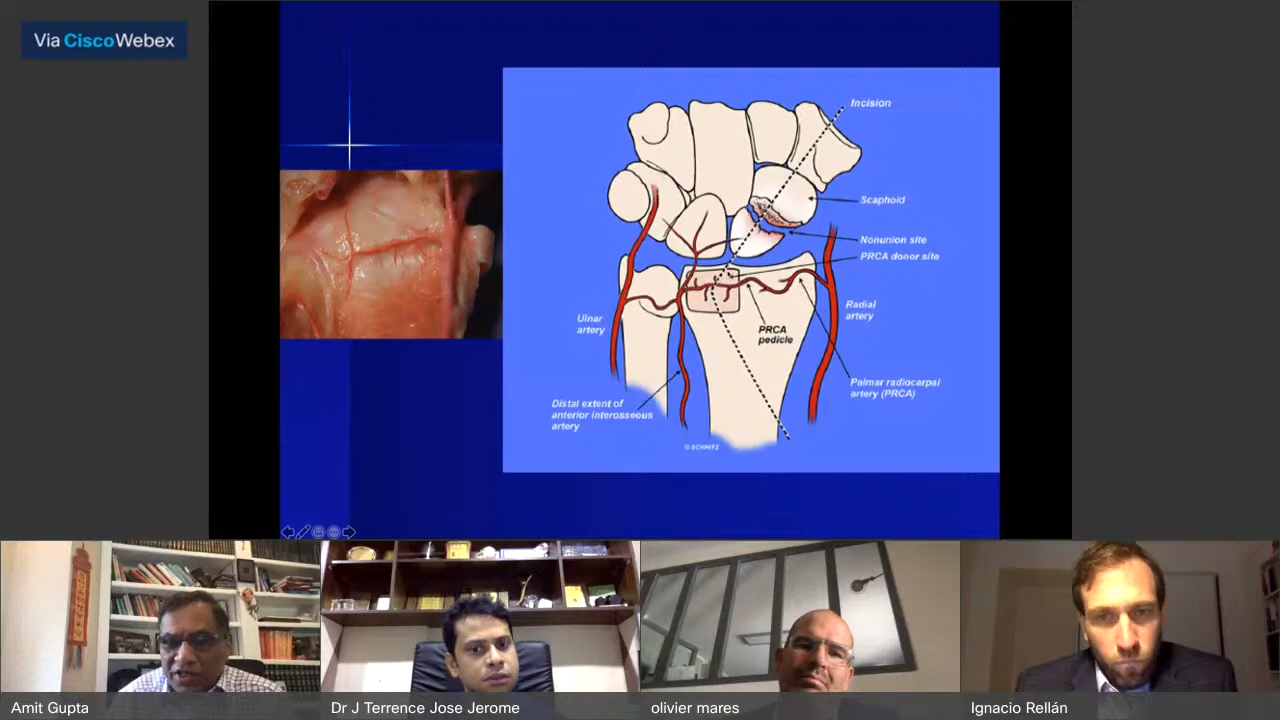 Via Cisco Webex
Incision
Scaphoid
Nonunion site
PRCA donor site
Ulnar
artery
Radial
artery
PRCA
pedicle
Palmar radiocarpal
artery (PRCA)
Distal extent of
anterior interosseous
artery
© SCHMITZ
Amit Gupta
Dr J Terrence Jose Jerome
olivier mares
Ignacio Rellán